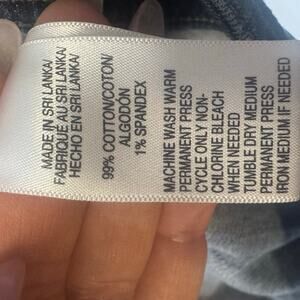 MADE IN SRI LANKA/
FABRIQUE AU SRI LANKA/
HECHO EN SRI LANKA/
99% COTTON/COTON/
ALGODÓN
1% SPANDEX
MACHINE WASH WARM
PERMANENT PRESS
CYCLE ONLY NON-
CHLORINE BLEACH
WHEN NEEDED
TUMBLE DRY MEDIUM
PERMANENT PRESS
IRON MEDIUM IF NEEDED